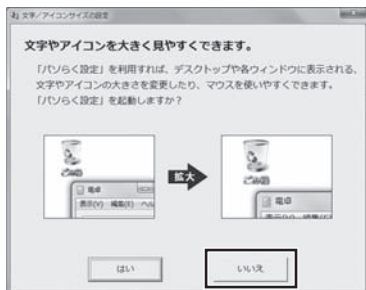 文字/アイコンサイズの設定
文字やアイコンを大きく見やすくできます。
「パソらく設定」を利用すれば、デスクトップや各ウィンドウに表示される、
文字やアイコンの大きさを変更したり、マウスを使いやすくできます。
「パソらく設定」を起動しますか？
ごみ箱
電卓
表示(V) 編集(E) ヘル
拡大
ごみ箱
電卓
表示(V) 編集(E)
はい
いいえ